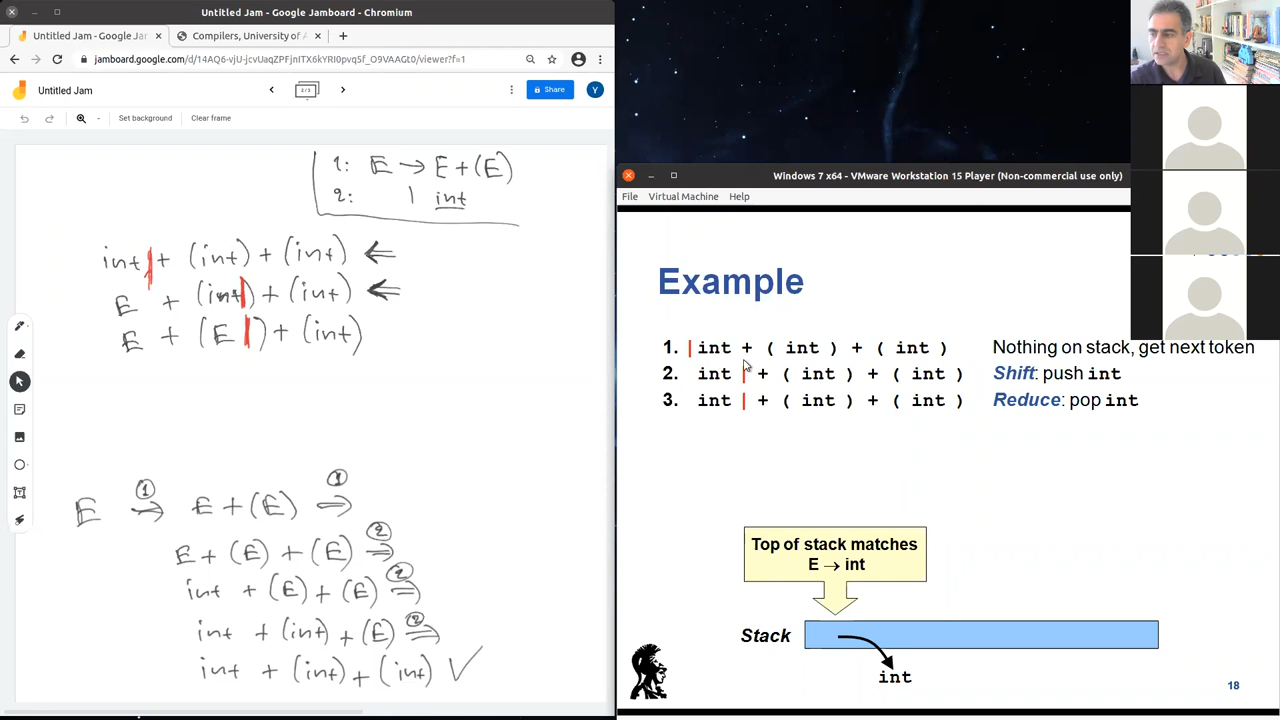 Untitled Jam - Google Jamboard - Chromium
Untitled Jam - Google Ja
Compilers, University of
jamboard.google.com/d/14AQ6-vjU-jcvUaqZPFjnITX6kYRI0pvq5f_O9VAAGt0/viewer?f=1
Untitled Jam
2 / 3
Share
Y
Set background
Clear frame
1: E → E + (E)
2: | int
int | + (int) + (int) ⇐
E + (int|) + (int) ⇐
E + (E |) + (int)
E ① ⇒ E + (E) ① ⇒
E + (E) + (E) ② ⇒
int + (E) + (E) ② ⇒
int + (int) + (E) ② ⇒
int + (int) + (int) ✓
Windows 7 x64 - VMware Workstation 15 Player (Non-commercial use only)
File Virtual Machine Help
Example
1. | int + ( int ) + ( int ) Nothing on stack, get next token
2. int | + ( int ) + ( int ) Shift: push int
3. int | + ( int ) + ( int ) Reduce: pop int
Top of stack matches
E → int
Stack
int
18